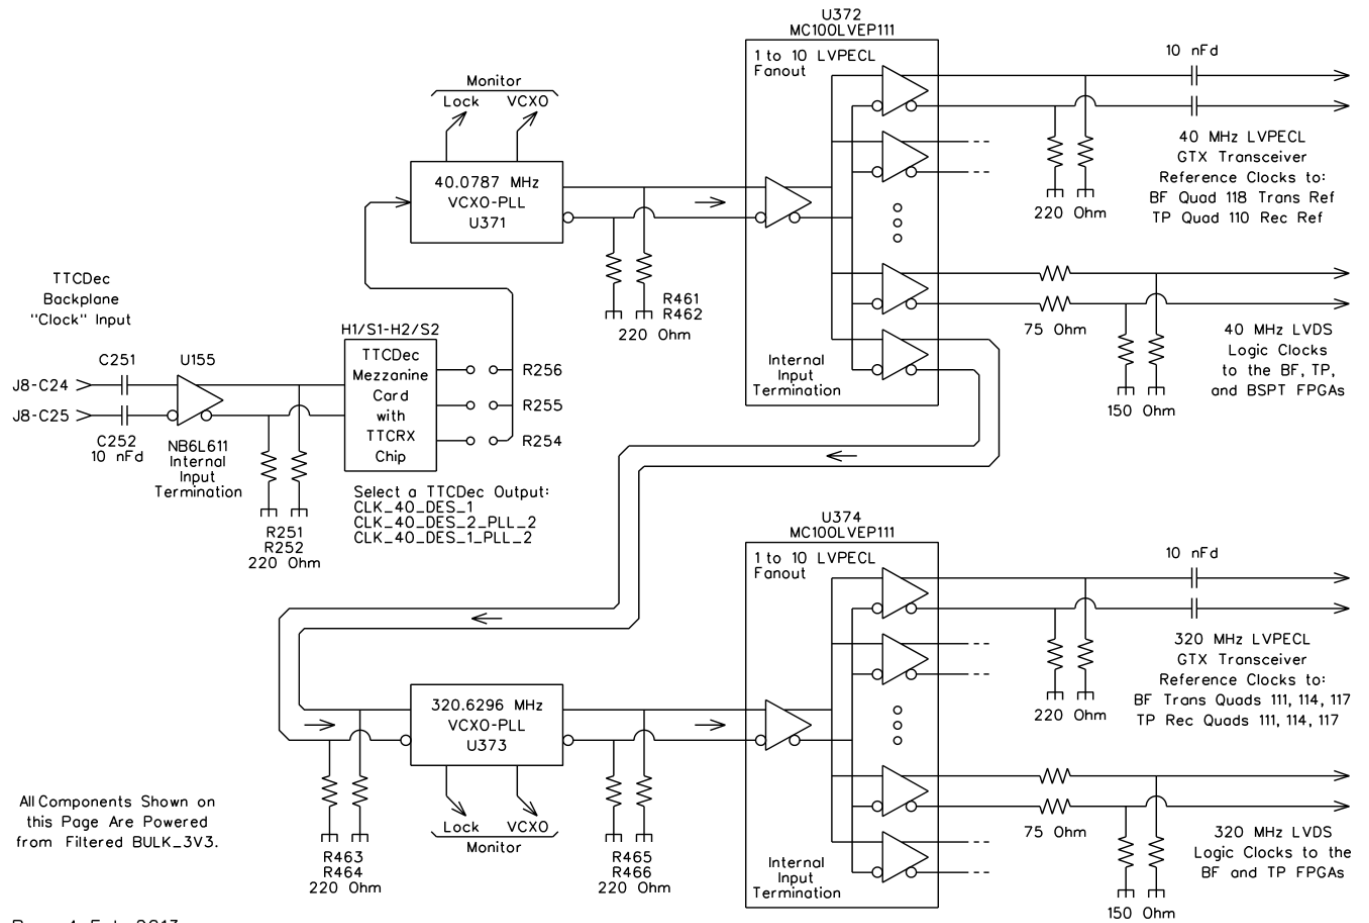 U372
MC100LVEP111
1 to 10 LVPECL
Fanout
10 nFd
Monitor
Lock VCXO
40.0787 MHz
VCXO-PLL
U371
40 MHz LVPECL
GTX Transceiver
Reference Clocks to:
BF Quad 118 Trans Ref
TP Quad 110 Rec Ref
220 Ohm
TTCDec
Backplane
"Clock" Input
R461
R462
220 Ohm
75 Ohm
40 MHz LVDS
Logic Clocks
to the BF, TP,
and BSPT FPGAs
150 Ohm
Internal
Input
Termination
H1/S1-H2/S2
TTCDec
Mezzanine
Card
with
TTCRX
Chip
R256
R255
R254
C251
U155
J8-C24
J8-C25
C252
10 nFd
NB6L611
Internal
Input
Termination
Select a TTCDec Output:
CLK_40_DES_1
CLK_40_DES_2_PLL_2
CLK_40_DES_1_PLL_2
R251
R252
220 Ohm
U374
MC100LVEP111
1 to 10 LVPECL
Fanout
10 nFd
320 MHz LVPECL
GTX Transceiver
Reference Clocks to:
BF Trans Quads 111, 114, 117
TP Rec Quads 111, 114, 117
220 Ohm
320.6296 MHz
VCXO-PLL
U373
Lock VCXO
Monitor
All Components Shown on
this Page Are Powered
from Filtered BULK_3V3.
R463
R464
220 Ohm
R465
R466
220 Ohm
75 Ohm
320 MHz LVDS
Logic Clocks to the
BF and TP FPGAs
150 Ohm
Internal
Input
Termination